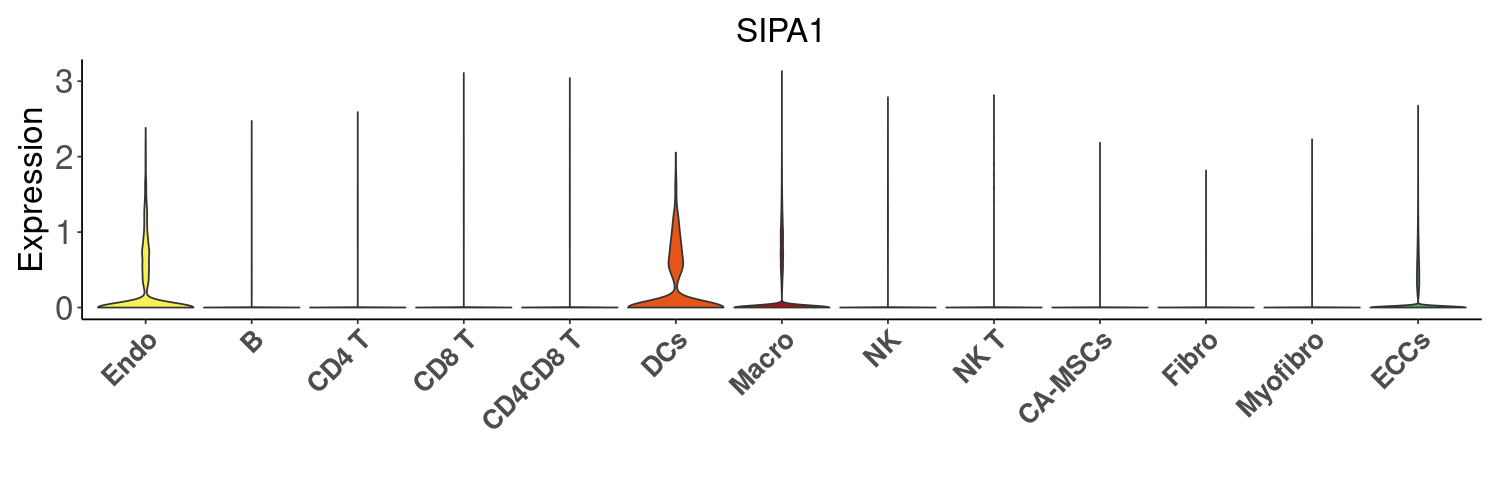 SIPA1
Expression
3
2
1
0
Endo
B
CD4 T
CD8 T
CD4CD8 T
DCs
Macro
NK
NK T
CA-MSCs
Fibro
Myofibro
ECCs